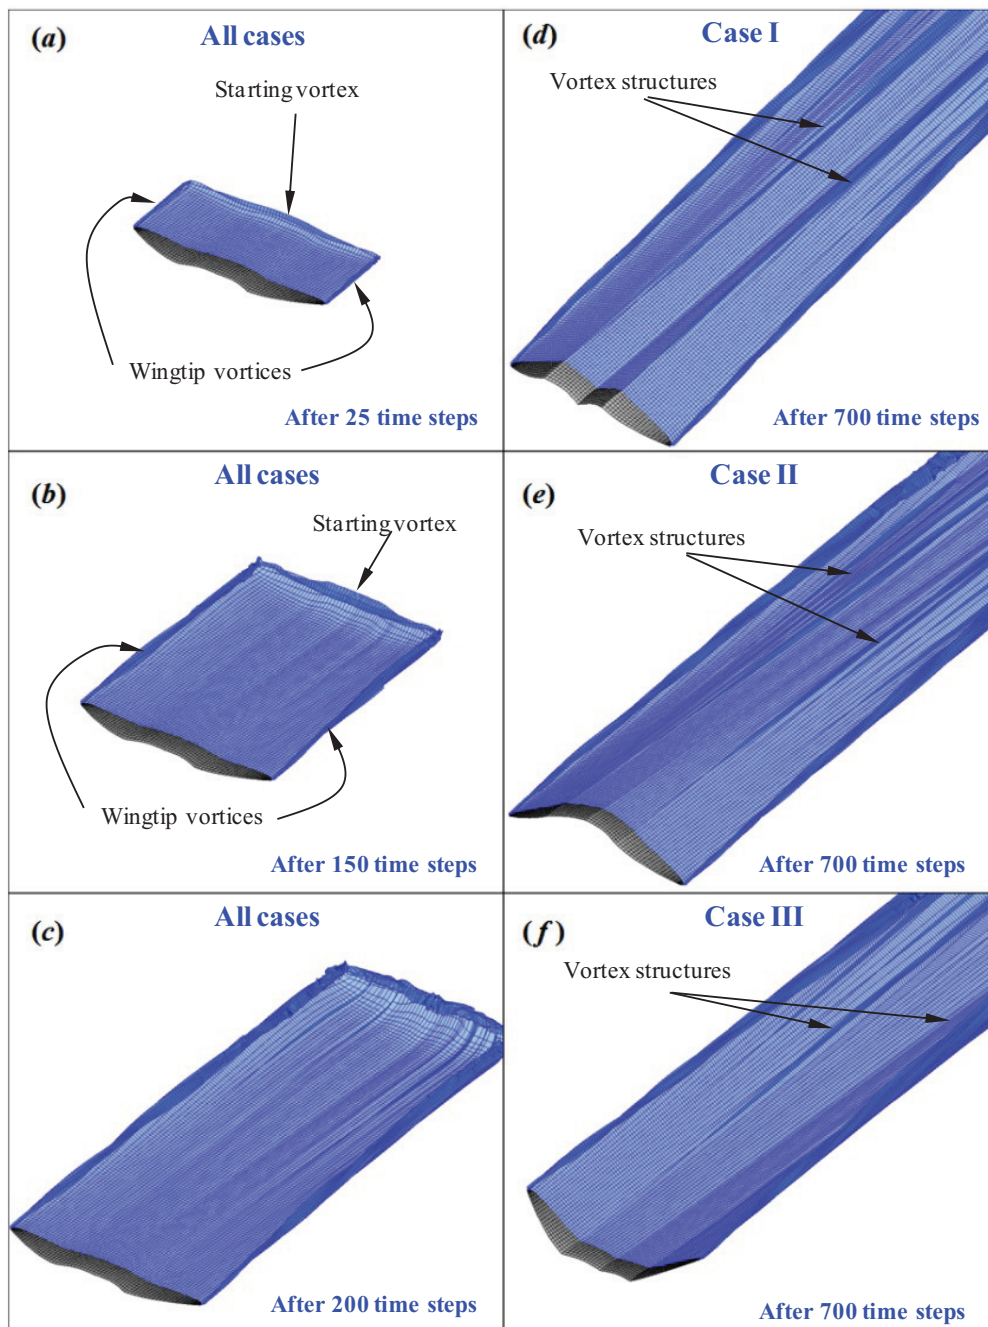 (a)
All cases
Starting vortex
Wingtip vortices
After 25 time steps
(b)
All cases
Starting vortex
Wingtip vortices
After 150 time steps
(c)
All cases
After 200 time steps
(d)
Case I
Vortex structures
After 700 time steps
(e)
Case II
Vortex structures
After 700 time steps
(f)
Case III
Vortex structures
After 700 time steps